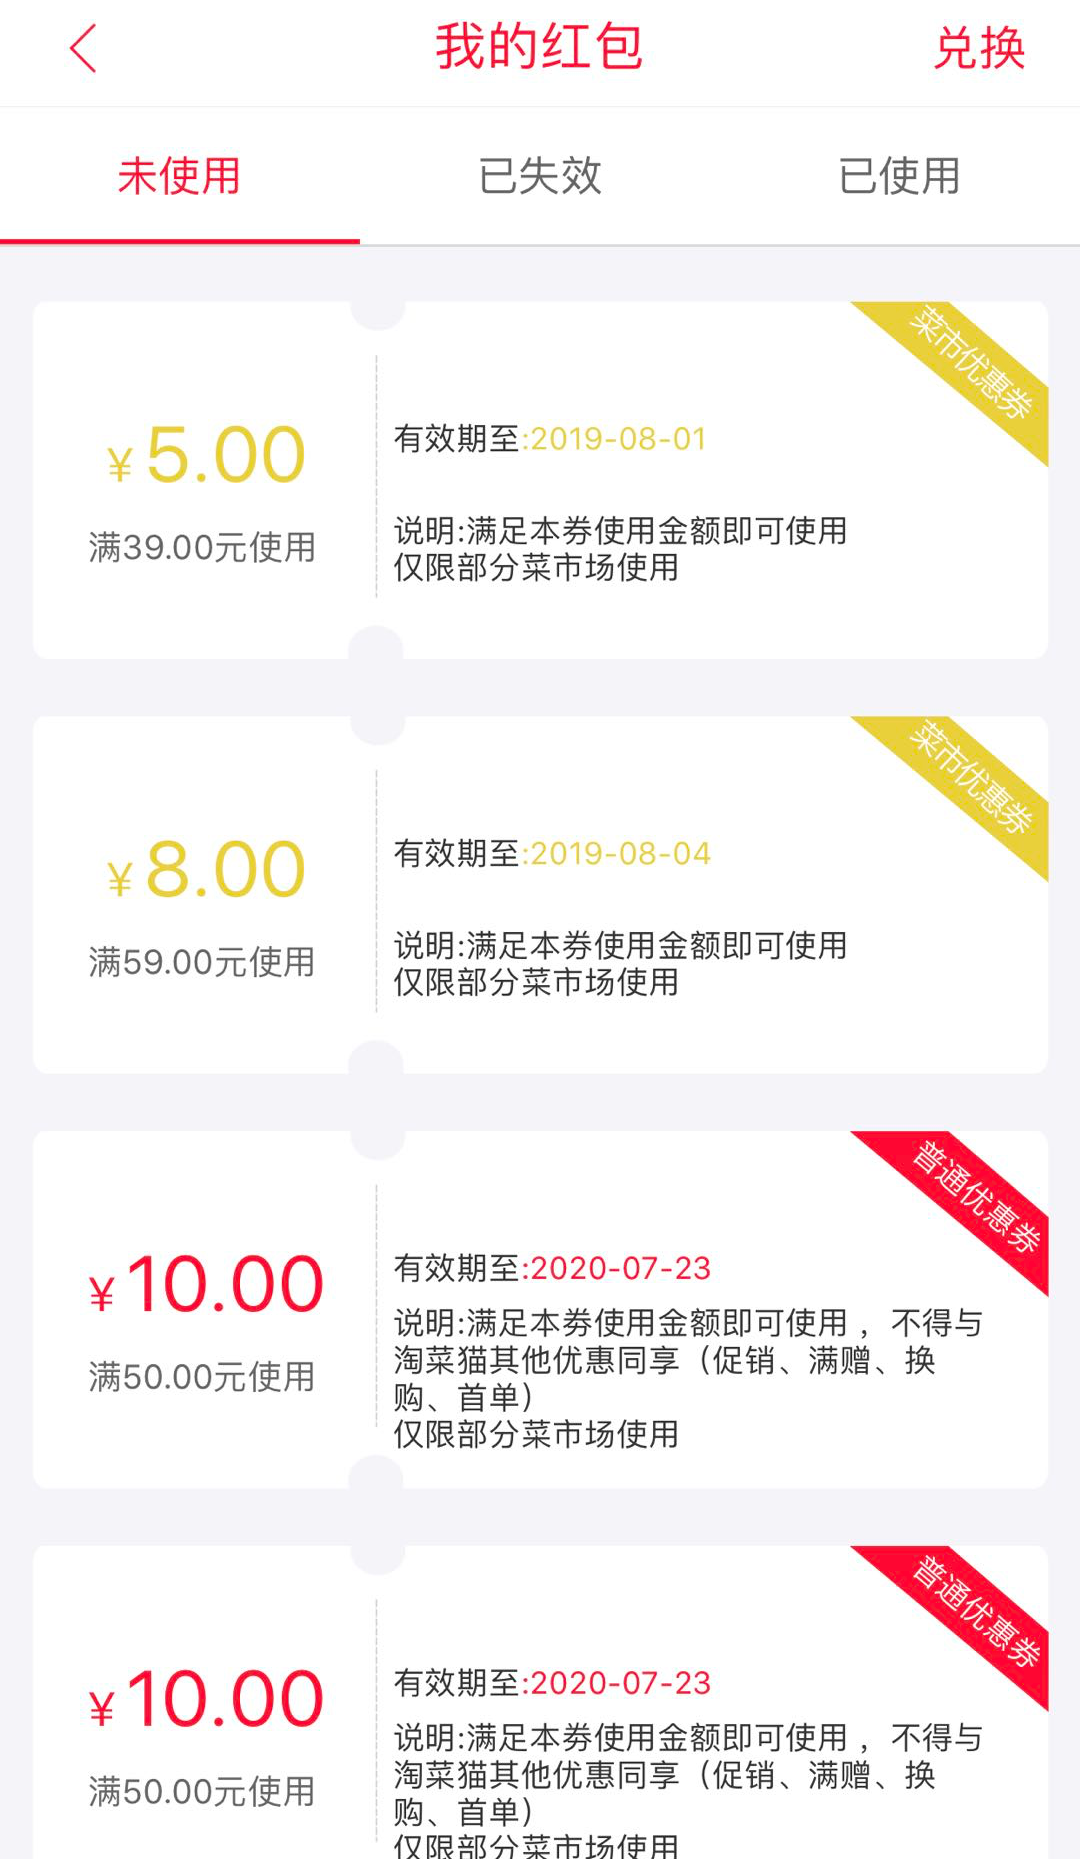 我的红包
兑换
未使用
已失效
已使用
菜市优惠券
¥5.00
满39.00元使用
有效期至:2019-08-01
说明:满足本券使用金额即可使用
仅限部分菜市场使用
菜市优惠券
¥8.00
满59.00元使用
有效期至:2019-08-04
说明:满足本券使用金额即可使用
仅限部分菜市场使用
普通优惠券
¥10.00
满50.00元使用
有效期至:2020-07-23
说明:满足本券使用金额即可使用，不得与
淘菜猫其他优惠同享（促销、满赠、换
购、首单）
仅限部分菜市场使用
普通优惠券
¥10.00
满50.00元使用
有效期至:2020-07-23
说明:满足本券使用金额即可使用，不得与
淘菜猫其他优惠同享（促销、满赠、换
购、首单）
仅限部分菜市场使用